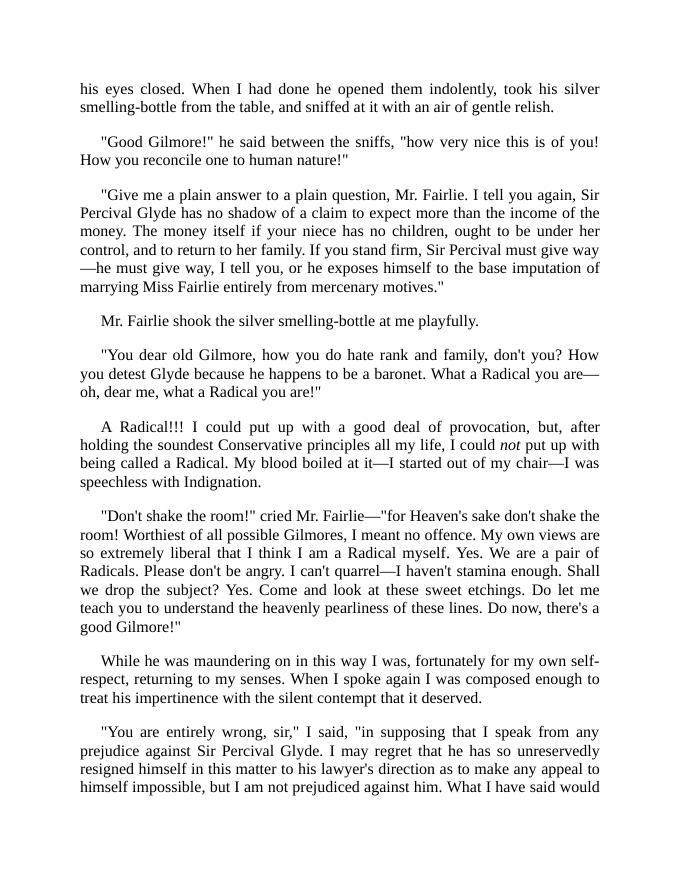 his eyes closed. When I had done he opened them indolently, took his silver
smelling-bottle from the table, and sniffed at it with an air of gentle relish.
"Good Gilmore!" he said between the sniffs, "how very nice this is of you!
How you reconcile one to human nature!"
"Give me a plain answer to a plain question, Mr. Fairlie. I tell you again, Sir
Percival Glyde has no shadow of a claim to expect more than the income of the
money. The money itself if your niece has no children, ought to be under her
control, and to return to her family. If you stand firm, Sir Percival must give way
—he must give way, I tell you, or he exposes himself to the base imputation of
marrying Miss Fairlie entirely from mercenary motives."
Mr. Fairlie shook the silver smelling-bottle at me playfully.
"You dear old Gilmore, how you do hate rank and family, don't you? How
you detest Glyde because he happens to be a baronet. What a Radical you are—
oh, dear me, what a Radical you are!"
A Radical!!! I could put up with a good deal of provocation, but, after
holding the soundest Conservative principles all my life, I could not put up with
being called a Radical. My blood boiled at it—I started out of my chair—I was
speechless with Indignation.
"Don't shake the room!" cried Mr. Fairlie—"for Heaven's sake don't shake the
room! Worthiest of all possible Gilmores, I meant no offence. My own views are
so extremely liberal that I think I am a Radical myself. Yes. We are a pair of
Radicals. Please don't be angry. I can't quarrel—I haven't stamina enough. Shall
we drop the subject? Yes. Come and look at these sweet etchings. Do let me
teach you to understand the heavenly pearliness of these lines. Do now, there's a
good Gilmore!"
While he was maundering on in this way I was, fortunately for my own self-
respect, returning to my senses. When I spoke again I was composed enough to
treat his impertinence with the silent contempt that it deserved.
"You are entirely wrong, sir," I said, "in supposing that I speak from any
prejudice against Sir Percival Glyde. I may regret that he has so unreservedly
resigned himself in this matter to his lawyer's direction as to make any appeal to
himself impossible, but I am not prejudiced against him. What I have said would